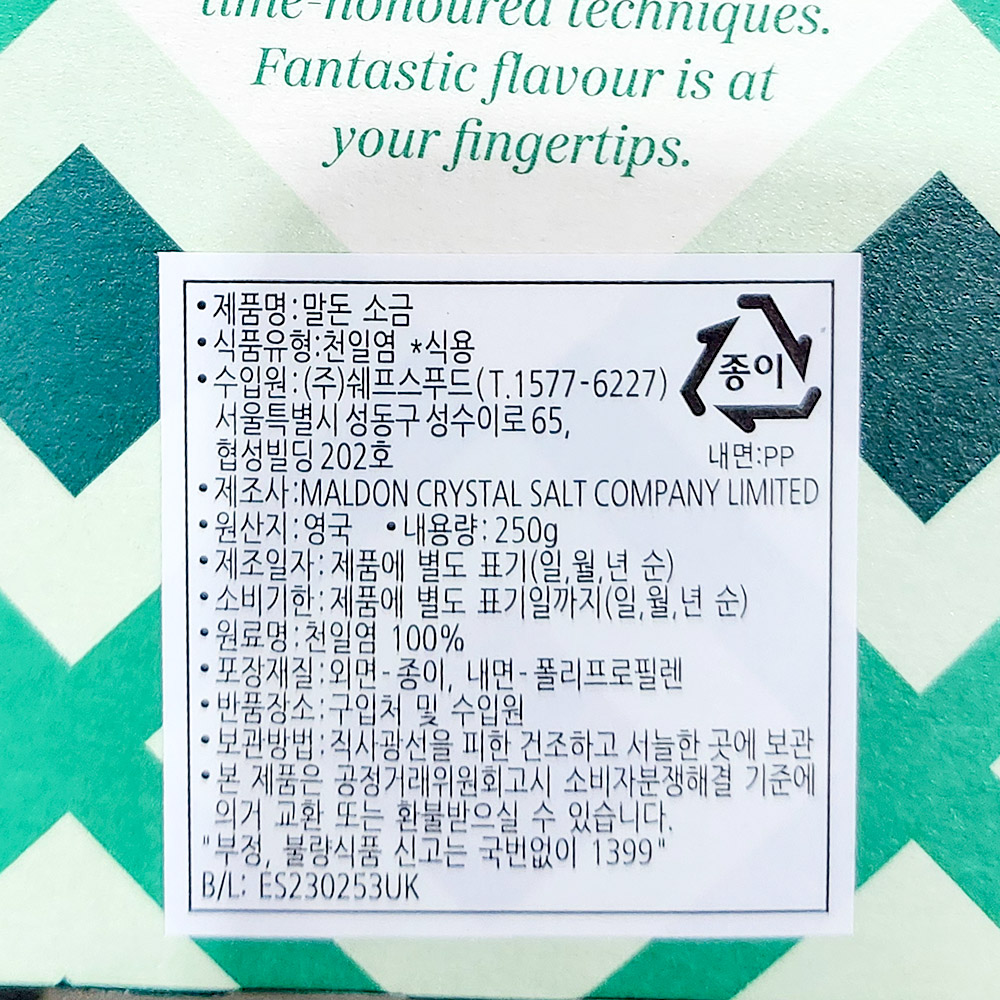 time-honoured techniques.
Fantastic flavour is at
your fingertips.
•제품명:말돈 소금
•식품유형:천일염 *식용
•수입원:(주)쉐프스푸드(T.1577-6227)
서울특별시 성동구 성수이로 65,
협성빌딩 202호
종이
내면:PP
•제조사:MALDON CRYSTAL SALT COMPANY LIMITED
•원산지:영국 •내용량:250g
•제조일자:제품에 별도 표기(일,월,년 순)
•소비기한:제품에 별도 표기일까지(일,월,년 순)
•원료명:천일염 100%
•포장재질:외면-종이, 내면-폴리프로필렌
•반품장소:구입처 및 수입원
•보관방법:직사광선을 피한 건조하고 서늘한 곳에 보관
•본 제품은 공정거래위원회고시 소비자분쟁해결 기준에
의거 교환 또는 환불받으실 수 있습니다.
"부정, 불량식품 신고는 국번없이 1399"
B/L: ES230253UK